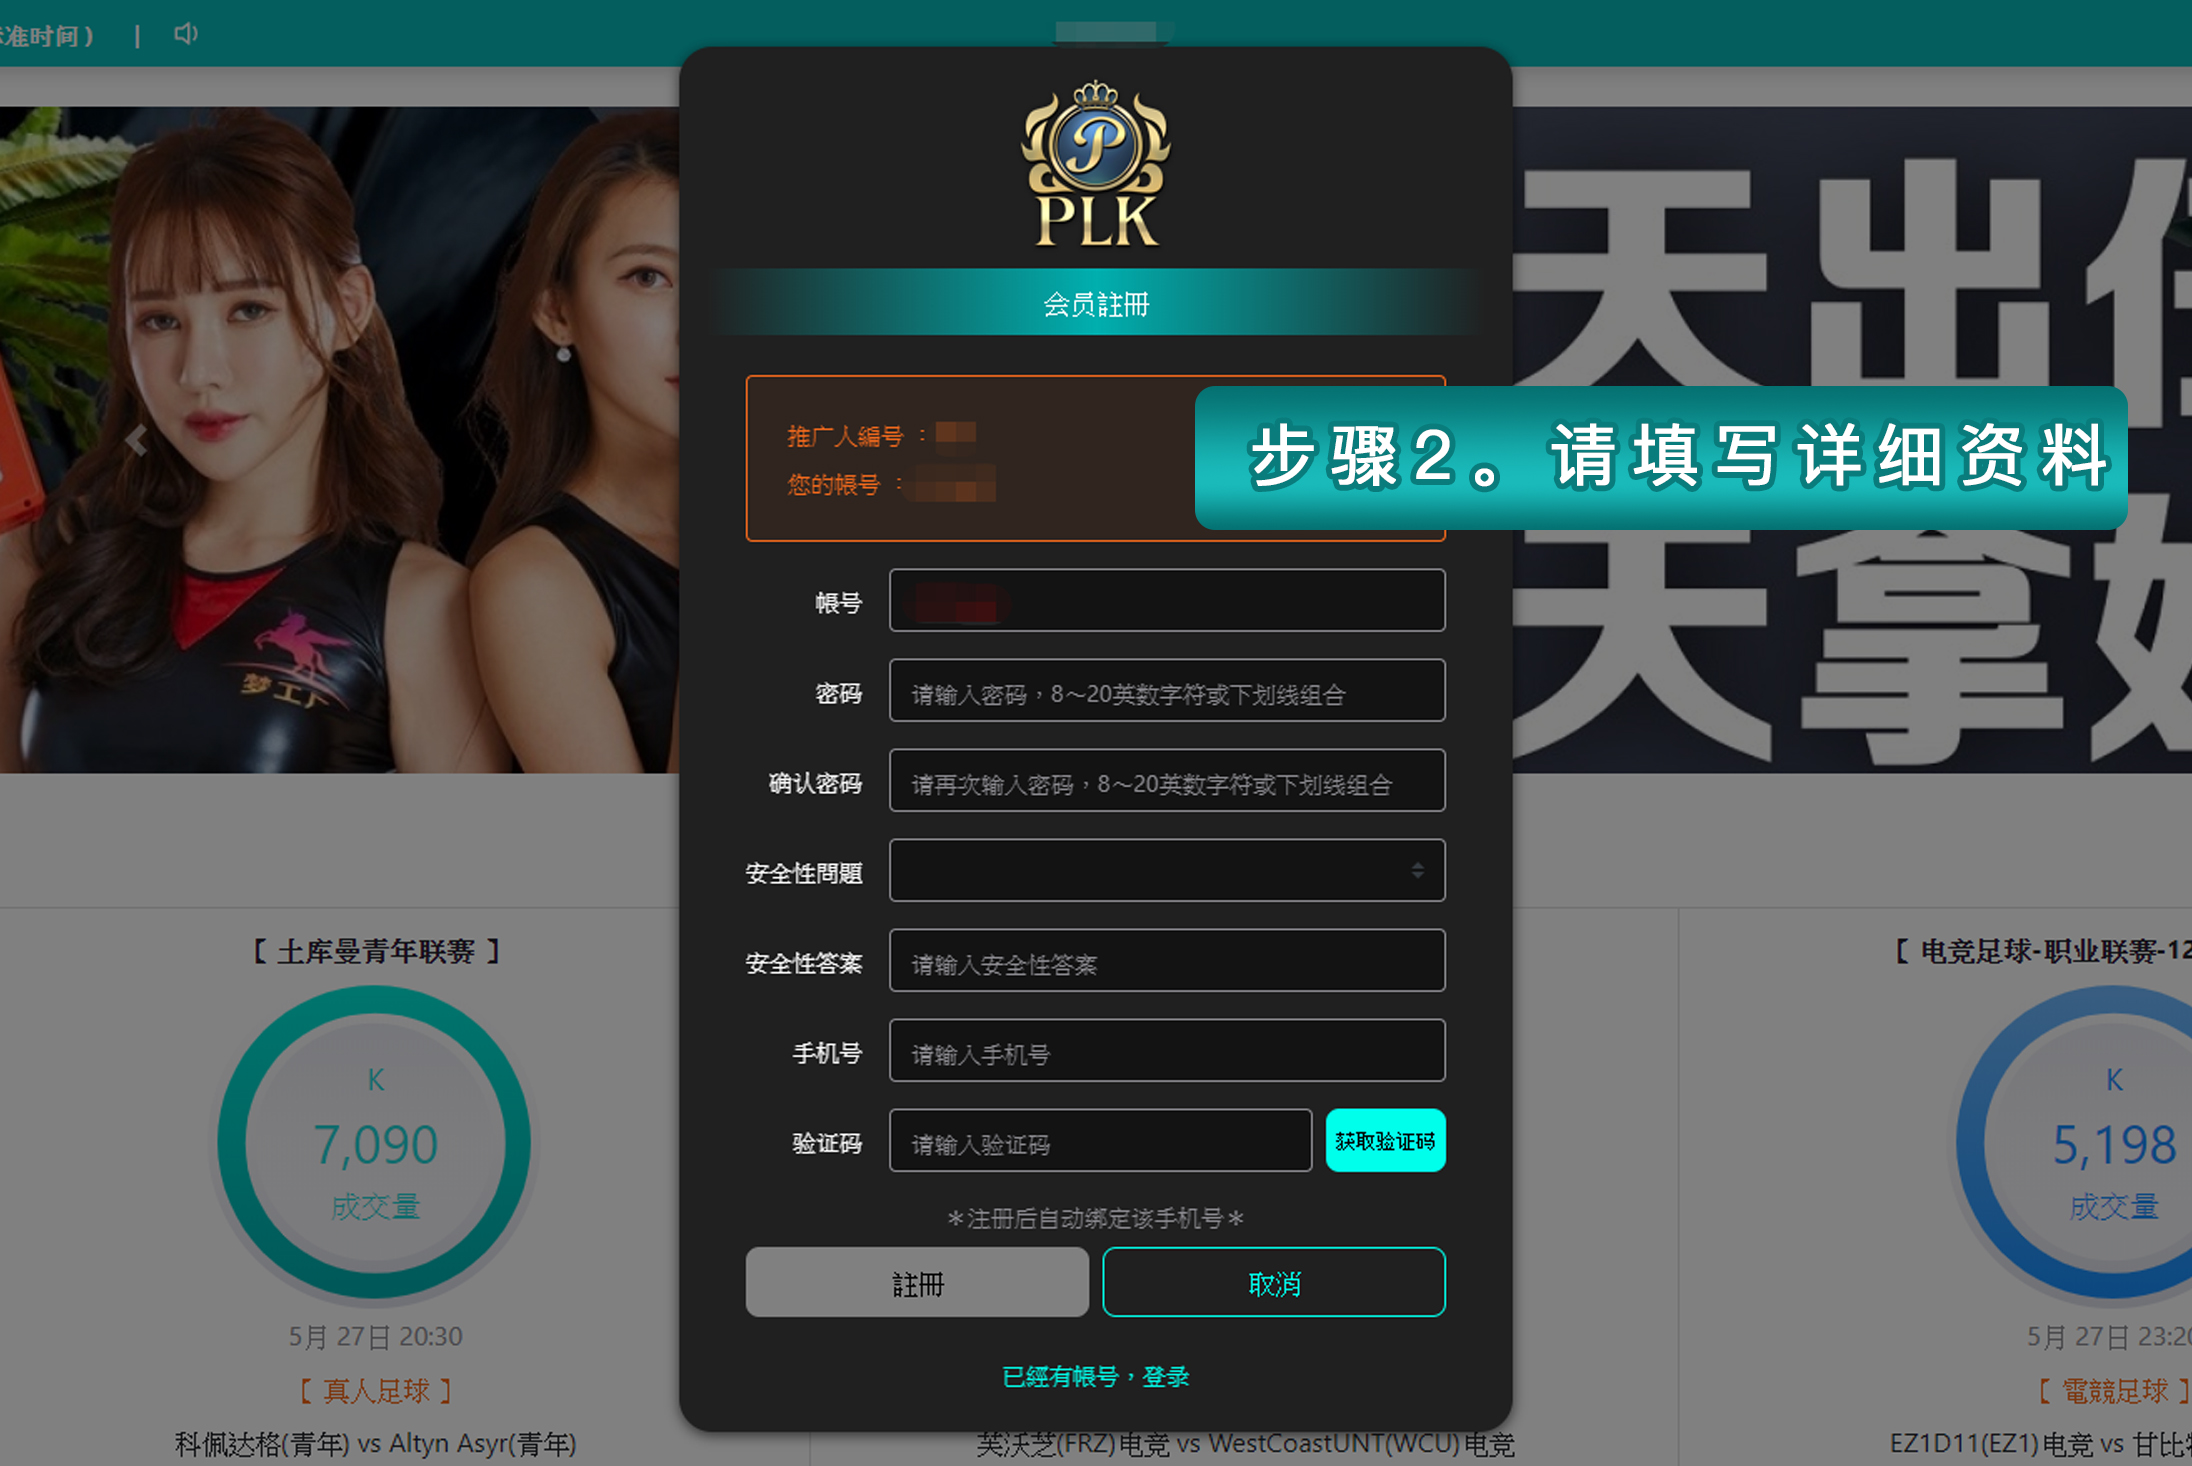 准时间） |
P
PLK
会员註冊
推广人编号 ：
您的帳号 ：
步骤2。请填写详细资料
天出
天拿
梦工厂
帳号
密码 请输入密码，8～20英数字符或下划线组合
确认密码 请再次输入密码，8～20英数字符或下划线组合
安全性問題
安全性答案 请输入安全性答案
手机号 请输入手机号
验证码 请输入验证码 获取验证码
＊注册后自动绑定该手机号＊
註冊 取消
已經有帳号，登录
【 土库曼青年联赛 】
K
7,090
成交量
5月 27日 20:30
【 真人足球 】
科佩达格(青年) vs Altyn Asyr(青年)
英沃芝(FRZ)电竞 vs WestCoastUNT(WCU)电竞
【 电竞足球-职业联赛-12
K
5,198
成交量
5月 27日 23:20
【 電競足球 】
EZ1D11(EZ1)电竞 vs 甘比